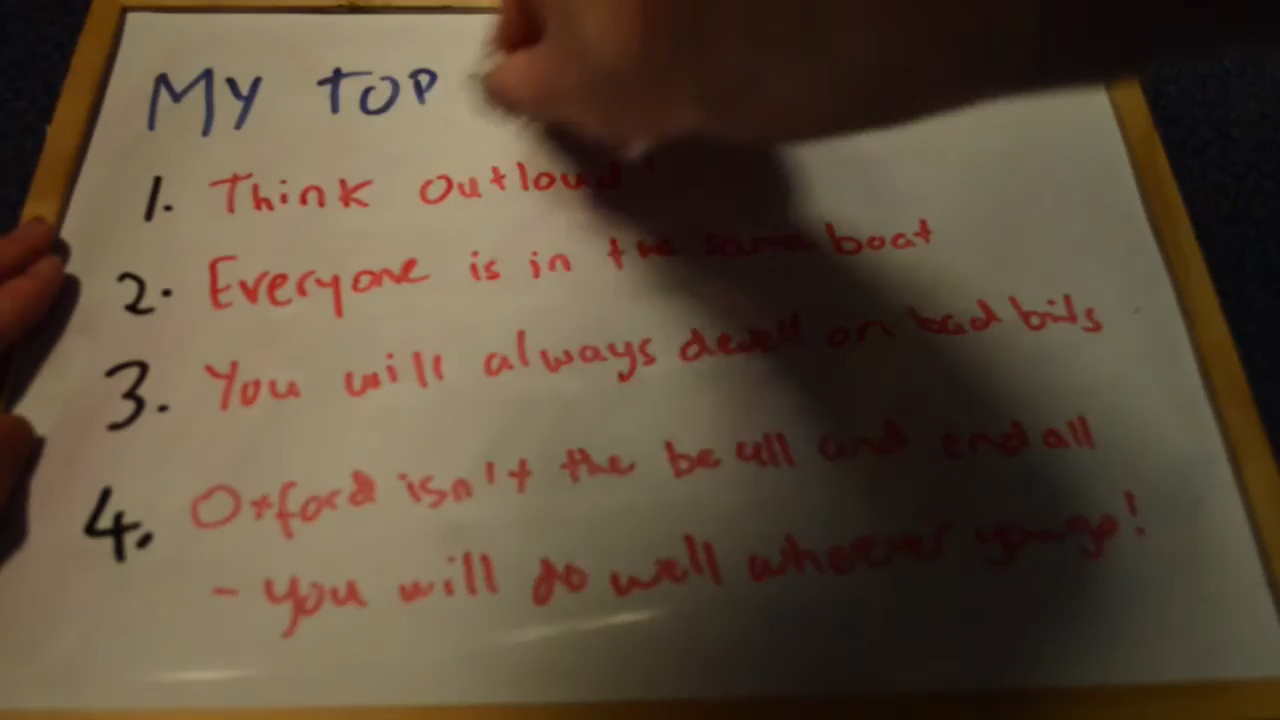 MY TOP
1. Think Outloud
2. Everyone is in the same boat
3. You will always dwell on bad bits
4. Oxford isn't the be all and end all
- You will do well wherever you go!